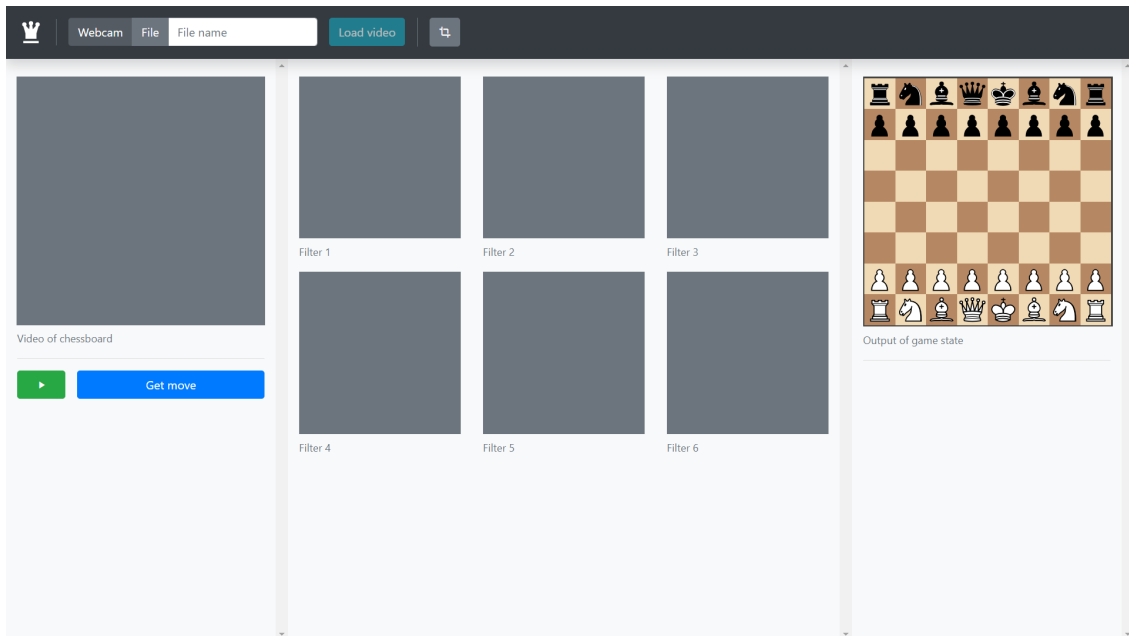 Webcam File File name Load video
Filter 1 Filter 2 Filter 3
Video of chessboard
Output of game state
Get move
Filter 4 Filter 5 Filter 6